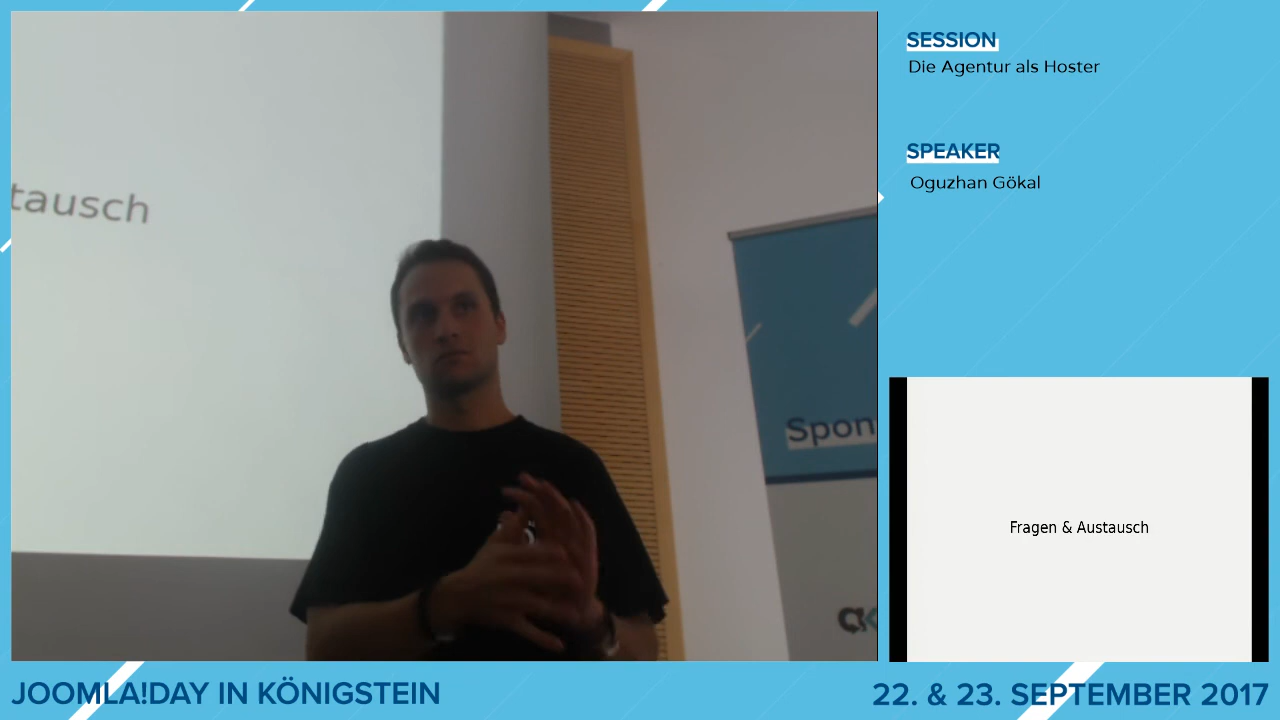 tausch
Spon
SESSION
Die Agentur als Hoster
SPEAKER
Oguzhan Gökal
Fragen & Austausch
JOOMLA!DAY IN KÖNIGSTEIN
22. & 23. SEPTEMBER 2017